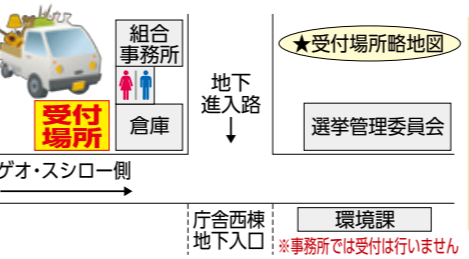 ★受付場所略地図
組合
事務所
地下
進入路
↓
受付
場所
倉庫
選挙管理委員会
ゲオ・スシロー側
→
庁舎西棟
地下入口
環境課
※事務所では受付は行いません